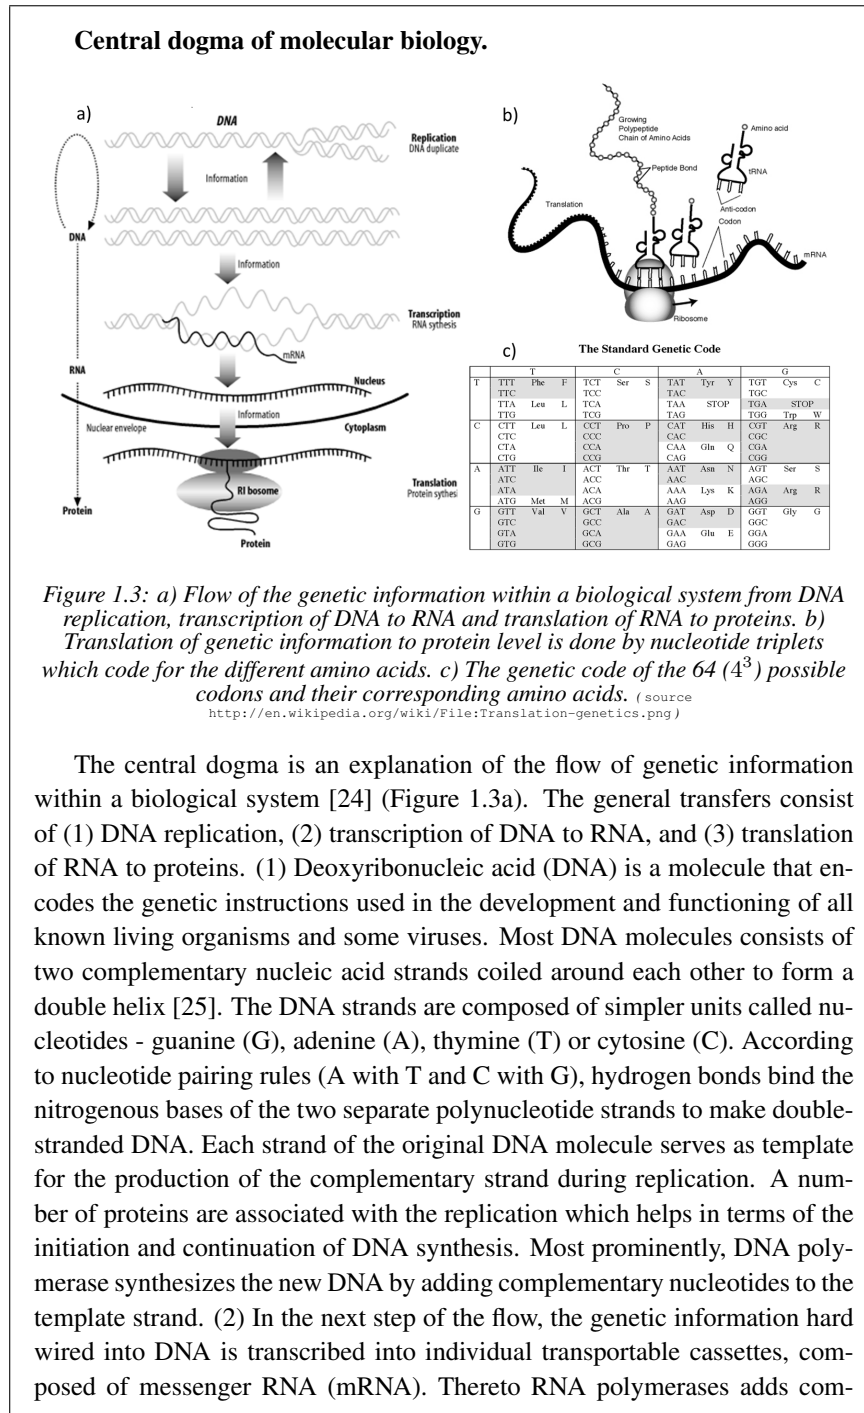 Central dogma of molecular biology.
a)
DNA
Replication
DNA duplicate
Information
DNA
Information
Transcription
RNA sythesis
mRNA
RNA
Nucleus
Information
Nuclear envelope
Cytoplasm
RI bosome
Translation
Protein sythesi
Protein
Protein
b)
Growing
Polypeptide
Chain of Amino Acids
Amino acid
Peptide Bond
tRNA
Translation
Anti-codon
Codon
mRNA
Ribosome
c)
The Standard Genetic Code
T C A G
T TTT Phe F TCT Ser S TAT Tyr Y TGT Cys C
TTC TCC TAC TGC
TTA Leu L TCA TAA STOP TGA STOP
TTG TCG TAG TGG Trp W
C CTT Leu L CCT Pro P CAT His H CGT Arg R
CTC CCC CAC CGC
CTA CCA CAA Gln Q CGA
CTG CCG CAG CGG
A ATT Ile I ACT Thr T AAT Asn N AGT Ser S
ATC ACC AAC AGC
ATA ACA AAA Lys K AGA Arg R
ATG Met M ACG AAG AGG
G GTT Val V GCT Ala A GAT Asp D GGT Gly G
GTC GCC GAC GGC
GTA GCA GAA Glu E GGA
GTG GCG GAG GGG
Figure 1.3: a) Flow of the genetic information within a biological system from DNA
replication, transcription of DNA to RNA and translation of RNA to proteins. b)
Translation of genetic information to protein level is done by nucleotide triplets
which code for the different amino acids. c) The genetic code of the 64 (4³) possible
codons and their corresponding amino acids. (source
http://en.wikipedia.org/wiki/File:Translation-genetics.png)
The central dogma is an explanation of the flow of genetic information
within a biological system [24] (Figure 1.3a). The general transfers consist
of (1) DNA replication, (2) transcription of DNA to RNA, and (3) translation
of RNA to proteins. (1) Deoxyribonucleic acid (DNA) is a molecule that en-
codes the genetic instructions used in the development and functioning of all
known living organisms and some viruses. Most DNA molecules consists of
two complementary nucleic acid strands coiled around each other to form a
double helix [25]. The DNA strands are composed of simpler units called nu-
cleotides - guanine (G), adenine (A), thymine (T) or cytosine (C). According
to nucleotide pairing rules (A with T and C with G), hydrogen bonds bind the
nitrogenous bases of the two separate polynucleotide strands to make double-
stranded DNA. Each strand of the original DNA molecule serves as template
for the production of the complementary strand during replication. A num-
ber of proteins are associated with the replication which helps in terms of the
initiation and continuation of DNA synthesis. Most prominently, DNA poly-
merase synthesizes the new DNA by adding complementary nucleotides to the
template strand. (2) In the next step of the flow, the genetic information hard
wired into DNA is transcribed into individual transportable cassettes, com-
posed of messenger RNA (mRNA). Thereto RNA polymerases adds com-